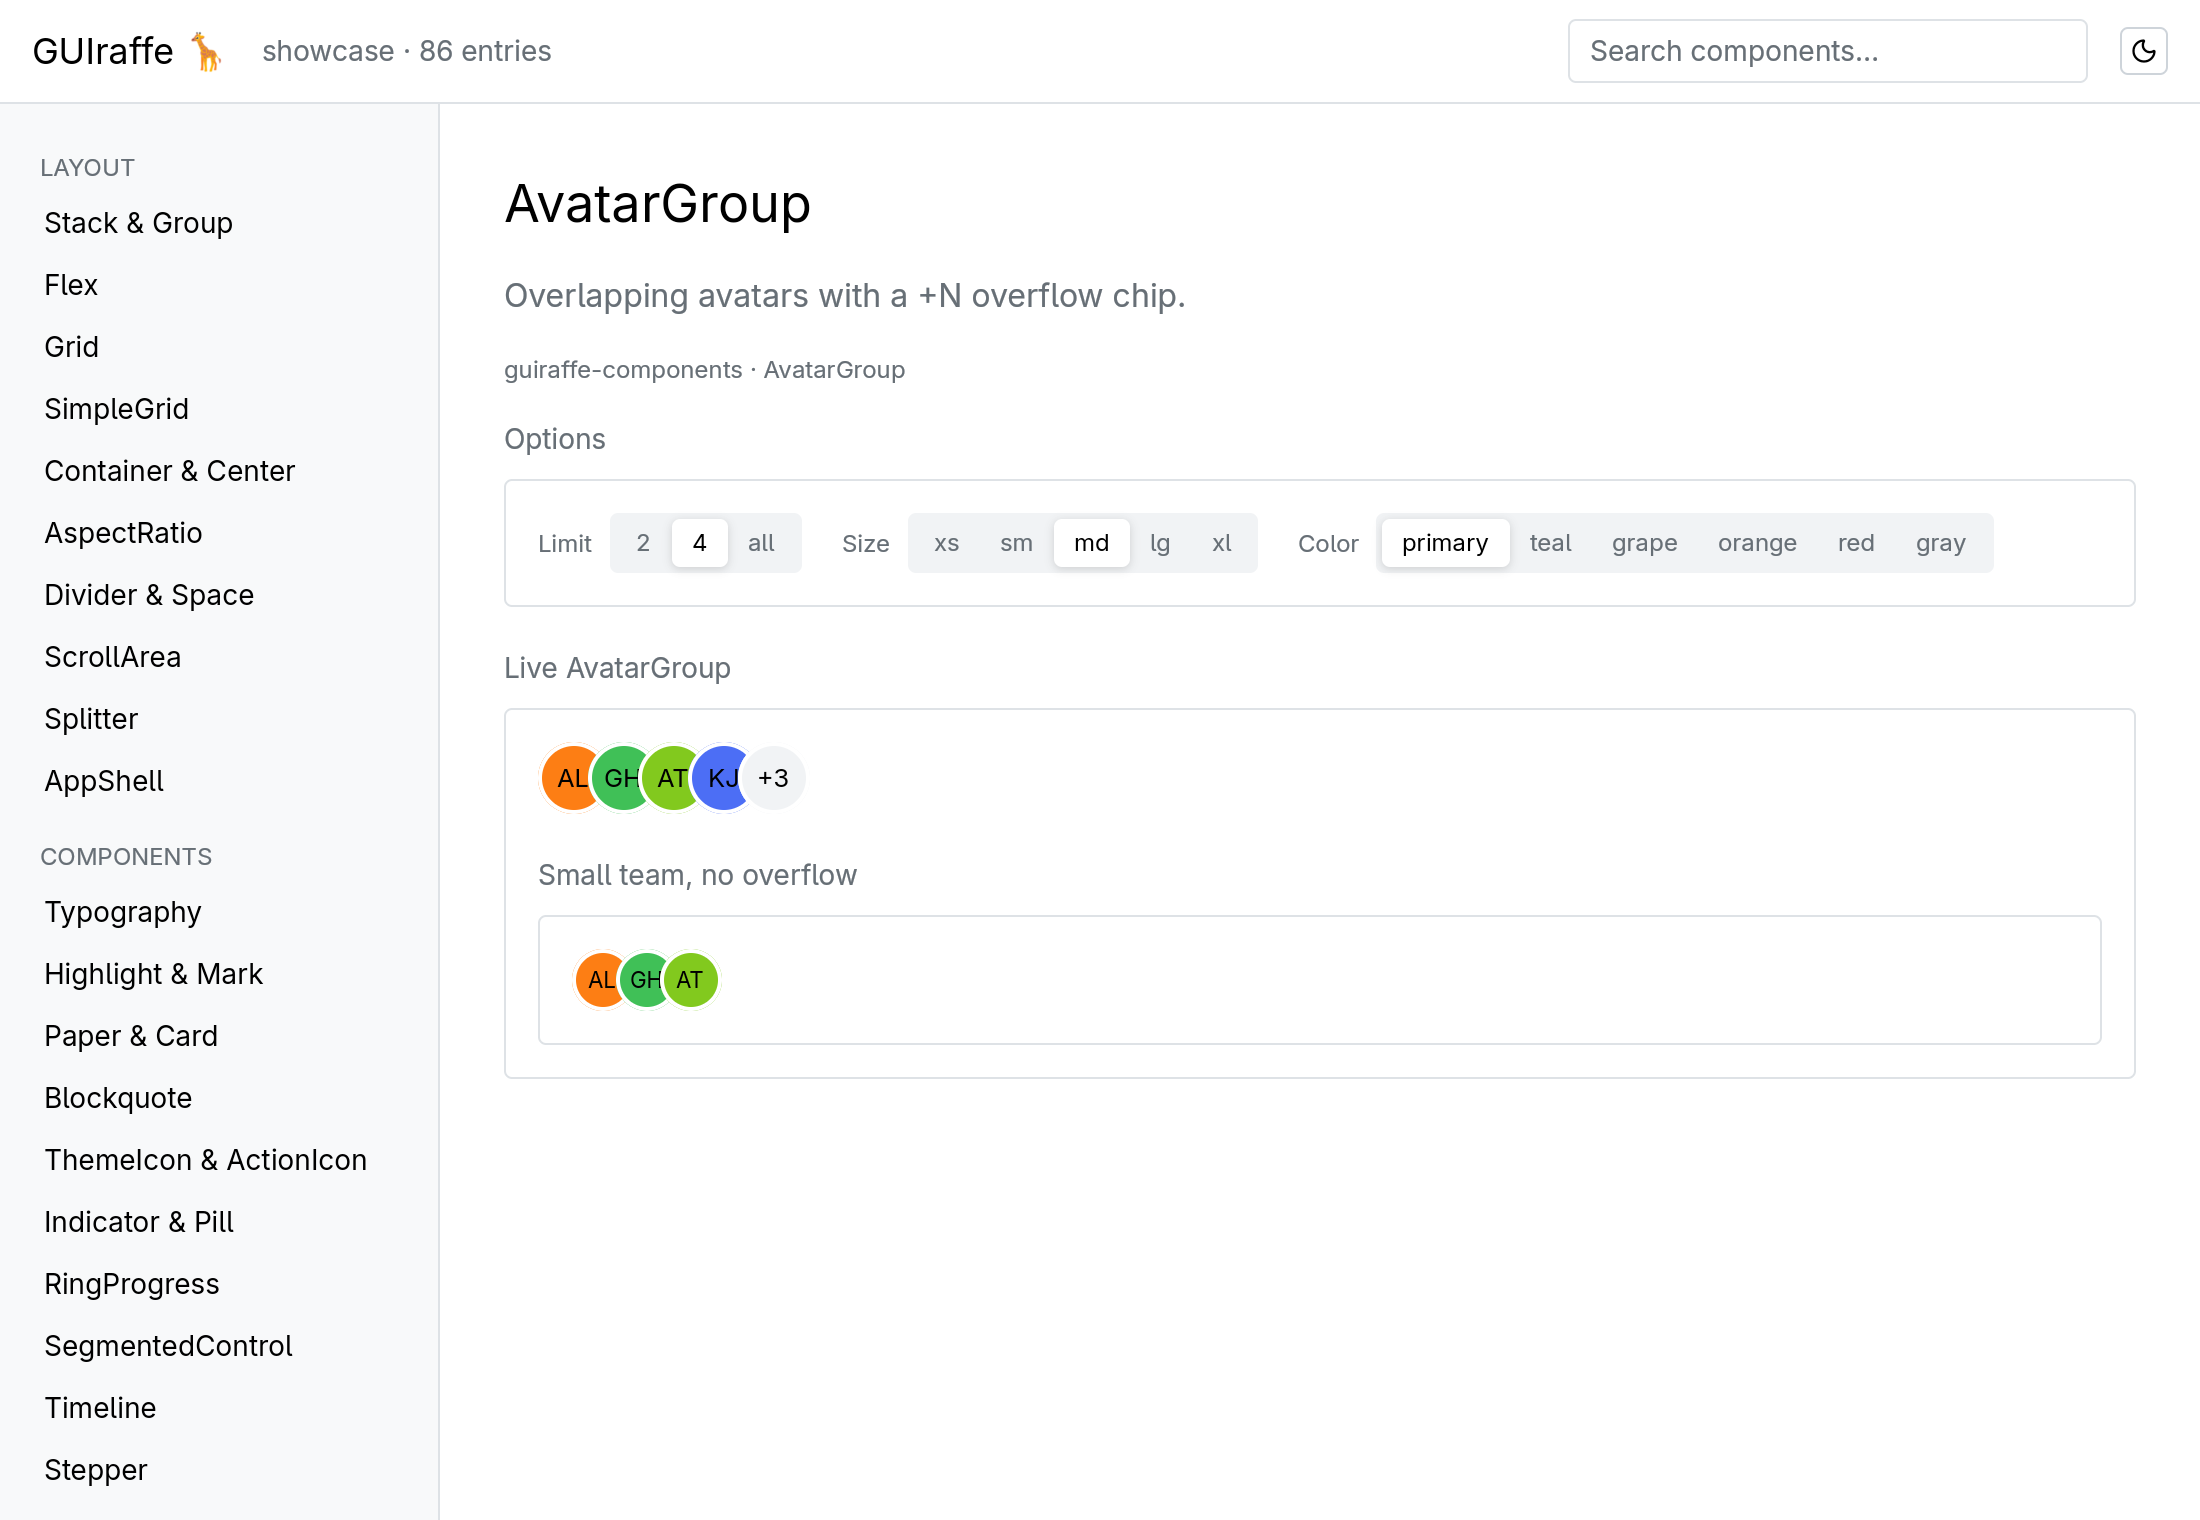 GUIraffe showcase · 86 entries Search components...
LAYOUT
Stack & Group
Flex
Grid
SimpleGrid
Container & Center
AspectRatio
Divider & Space
ScrollArea
Splitter
AppShell
COMPONENTS
Typography
Highlight & Mark
Paper & Card
Blockquote
ThemeIcon & ActionIcon
Indicator & Pill
RingProgress
SegmentedControl
Timeline
Stepper
AvatarGroup
Overlapping avatars with a +N overflow chip.
guiraffe-components · AvatarGroup
Options
Limit 2 4 all Size xs sm md lg xl Color primary teal grape orange red gray
Live AvatarGroup
AL GH AT KJ +3
Small team, no overflow
AL GH AT